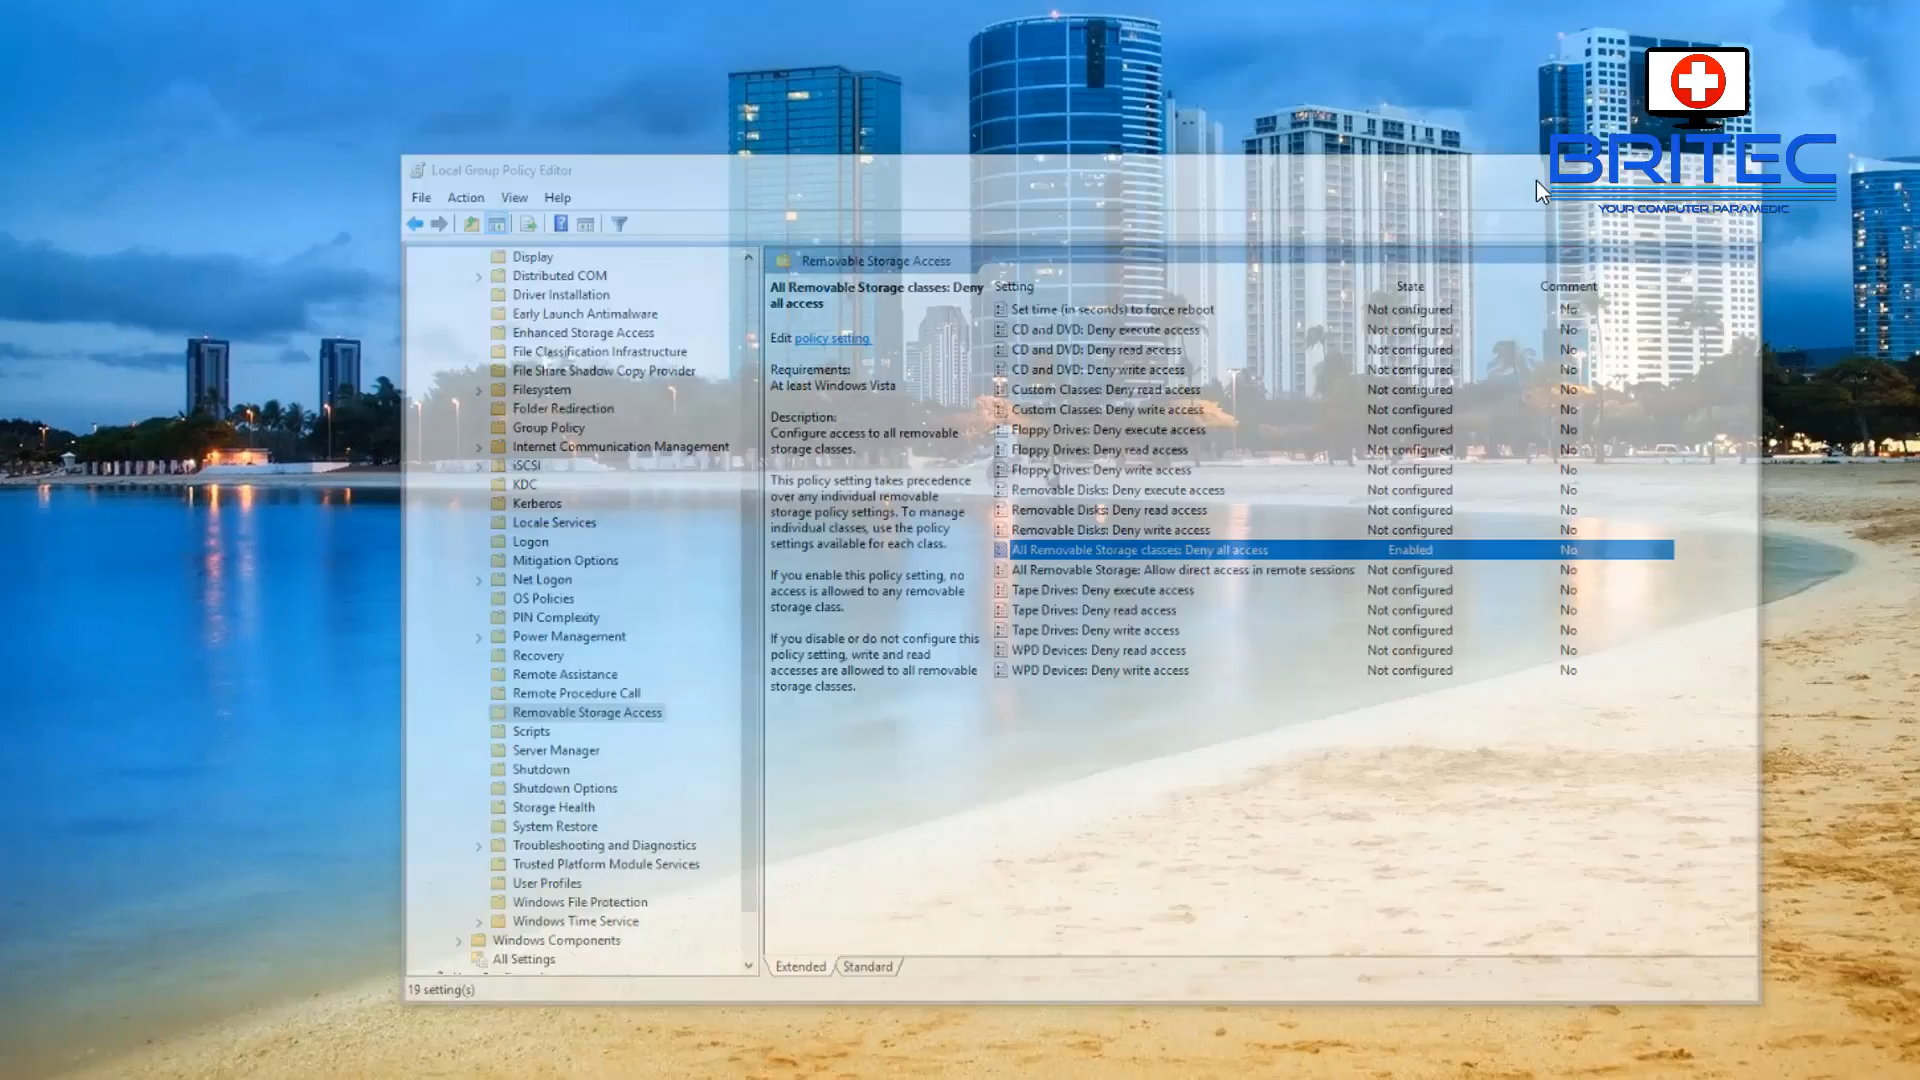 BRITEC
YOUR COMPUTER PARAMEDIC
Local Group Policy Editor
File Action View Help
Display
Distributed COM
Driver Installation
Early Launch Antimalware
Enhanced Storage Access
File Classification Infrastructure
File Share Shadow Copy Provider
Filesystem
Folder Redirection
Group Policy
Internet Communication Management
iSCSI
KDC
Kerberos
Locale Services
Logon
Mitigation Options
Net Logon
OS Policies
PIN Complexity
Power Management
Recovery
Remote Assistance
Remote Procedure Call
Removable Storage Access
Scripts
Server Manager
Shutdown
Shutdown Options
Storage Health
System Restore
Troubleshooting and Diagnostics
Trusted Platform Module Services
User Profiles
Windows File Protection
Windows Time Service
Windows Components
All Settings
Removable Storage Access
All Removable Storage classes: Deny
all access
Edit policy setting
Requirements:
At least Windows Vista
Description:
Configure access to all removable
storage classes.
This policy setting takes precedence
over any individual removable
storage policy settings. To manage
individual classes, use the policy
settings available for each class.
If you enable this policy setting, no
access is allowed to any removable
storage class.
If you disable or do not configure this
policy setting, write and read
accesses are allowed to all removable
storage classes.
Setting State Comment
Set time (in seconds) to force reboot Not configured No
CD and DVD: Deny execute access Not configured No
CD and DVD: Deny read access Not configured No
CD and DVD: Deny write access Not configured No
Custom Classes: Deny read access Not configured No
Custom Classes: Deny write access Not configured No
Floppy Drives: Deny execute access Not configured No
Floppy Drives: Deny read access Not configured No
Floppy Drives: Deny write access Not configured No
Removable Disks: Deny execute access Not configured No
Removable Disks: Deny read access Not configured No
Removable Disks: Deny write access Not configured No
All Removable Storage classes: Deny all access Enabled No
All Removable Storage: Allow direct access in remote sessions Not configured No
Tape Drives: Deny execute access Not configured No
Tape Drives: Deny read access Not configured No
Tape Drives: Deny write access Not configured No
WPD Devices: Deny read access Not configured No
WPD Devices: Deny write access Not configured No
Extended Standard
19 setting(s)